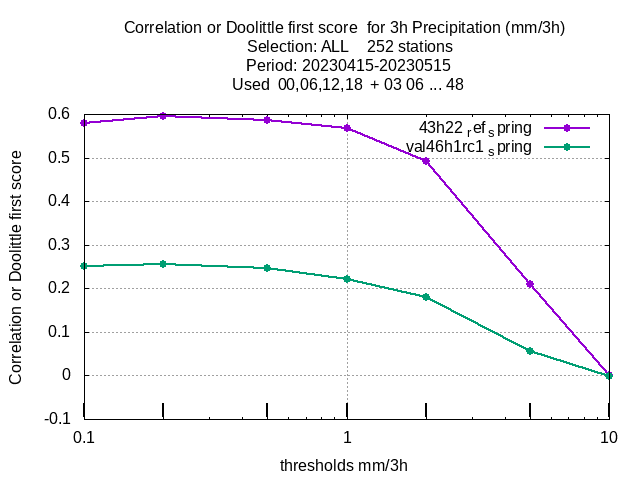 Correlation or Doolittle first score  for 3h Precipitation (mm/3h)
Selection: ALL    252 stations
Period: 20230415-20230515
Used  00,06,12,18  + 03 06 ... 48
43h22 ref spring
val46h1rc1 spring
Correlation or Doolittle first score
0.6
0.5
0.4
0.3
0.2
0.1
0
-0.1
0.1
1
10
thresholds mm/3h